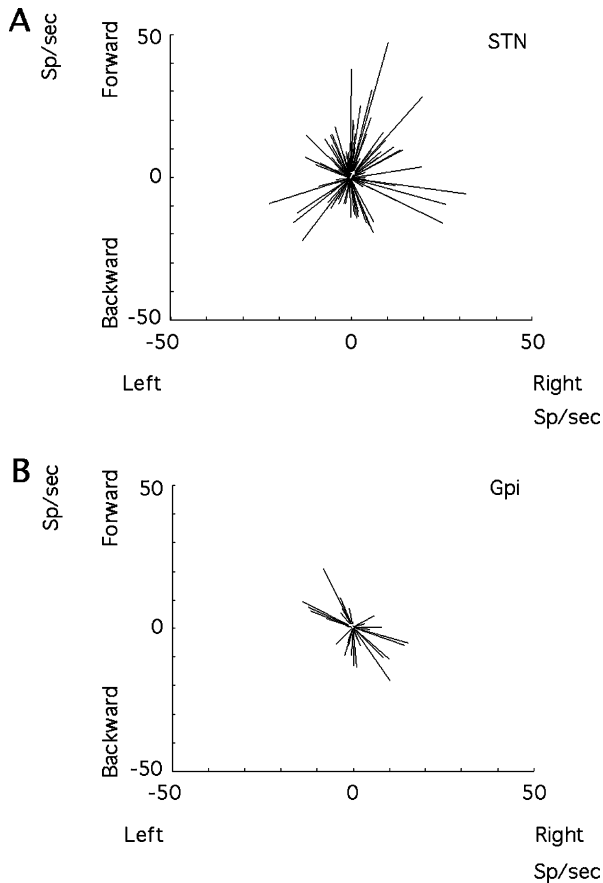 A
Sp/sec
Forward
Backward
STN
50
0
-50
-50 0 50
Left Right
Sp/sec
B
Sp/sec
Forward
Backward
Gpi
50
0
-50
-50 0 50
Left Right
Sp/sec